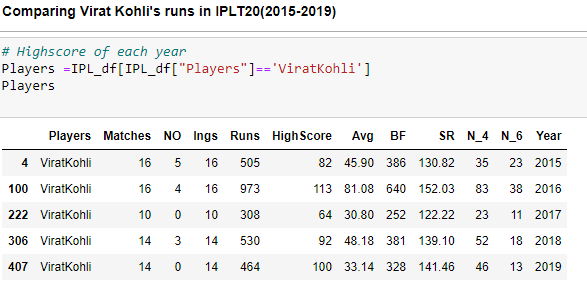 Comparing Virat Kohli's runs in IPLT20(2015-2019)
# Highscore of each year
Players =IPL_df[IPL_df["Players"]=='ViratKohli']
Players
Players Matches NO Ings Runs HighScore Avg BF SR N_4 N_6 Year
4 ViratKohli 16 5 16 505 82 45.90 386 130.82 35 23 2015
100 ViratKohli 16 4 16 973 113 81.08 640 152.03 83 38 2016
222 ViratKohli 10 0 10 308 64 30.80 252 122.22 23 11 2017
306 ViratKohli 14 3 14 530 92 48.18 381 139.10 52 18 2018
407 ViratKohli 14 0 14 464 100 33.14 328 141.46 46 13 2019